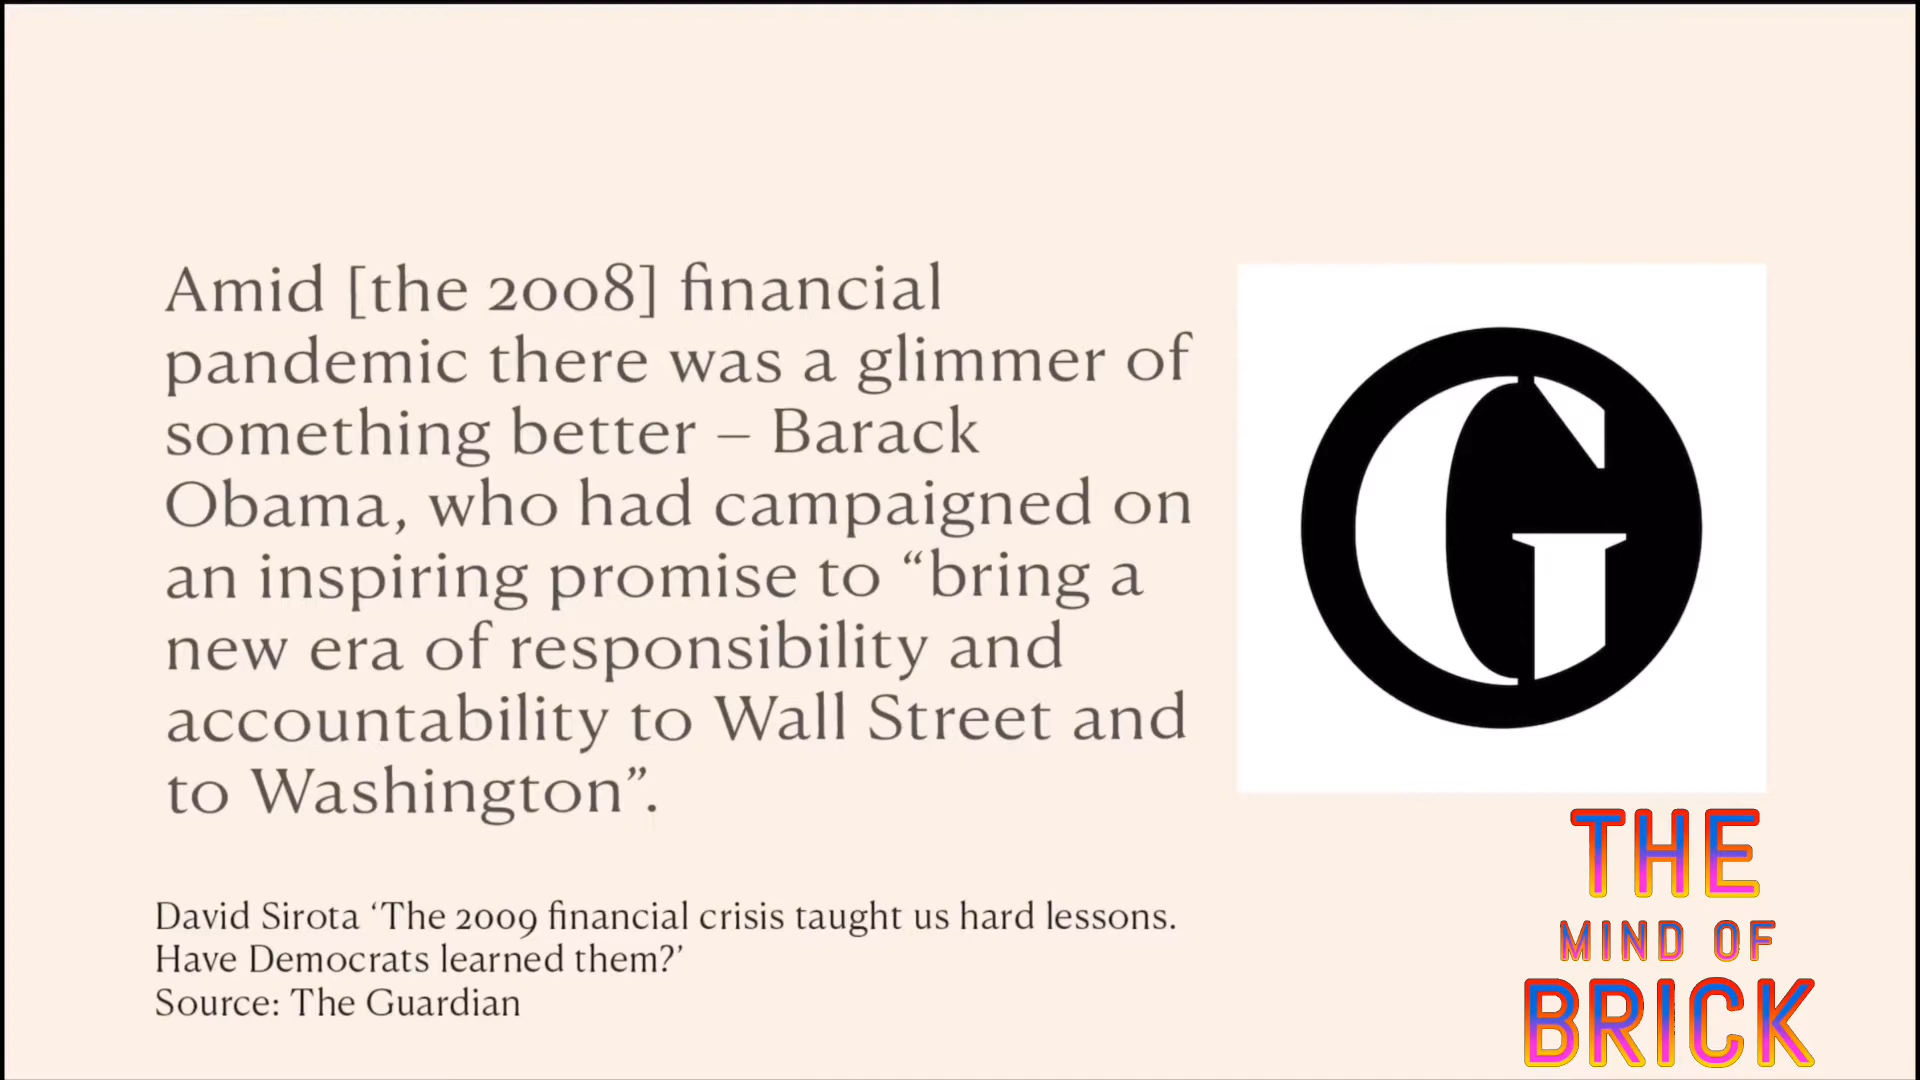 Amid [the 2008] financial
pandemic there was a glimmer of
something better – Barack
Obama, who had campaigned on
an inspiring promise to “bring a
new era of responsibility and
accountability to Wall Street and
to Washington”.
G
David Sirota ‘The 2009 financial crisis taught us hard lessons.
Have Democrats learned them?’
Source: The Guardian
THE
MIND OF
BRICK